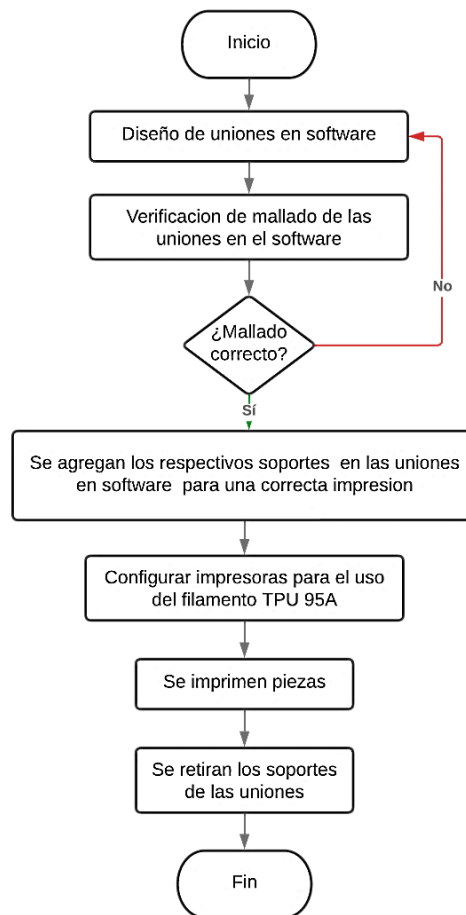 Inicio
Diseño de uniones en software
Verificacion de mallado de las
uniones en el software
¿Mallado
correcto?
No
Sí
Se agregan los respectivos soportes en las uniones
en software para una correcta impresion
Configurar impresoras para el uso
del filamento TPU 95A
Se imprimen piezas
Se retiran los soportes
de las uniones
Fin